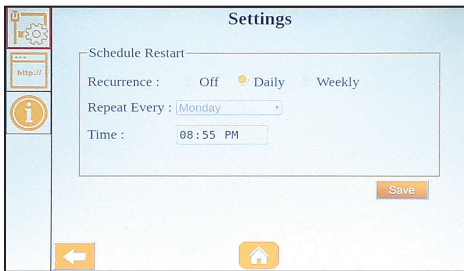 Settings
Schedule Restart
Recurrence : Off Daily Weekly
Repeat Every : Monday
Time : 08:55 PM
Save
http://
i